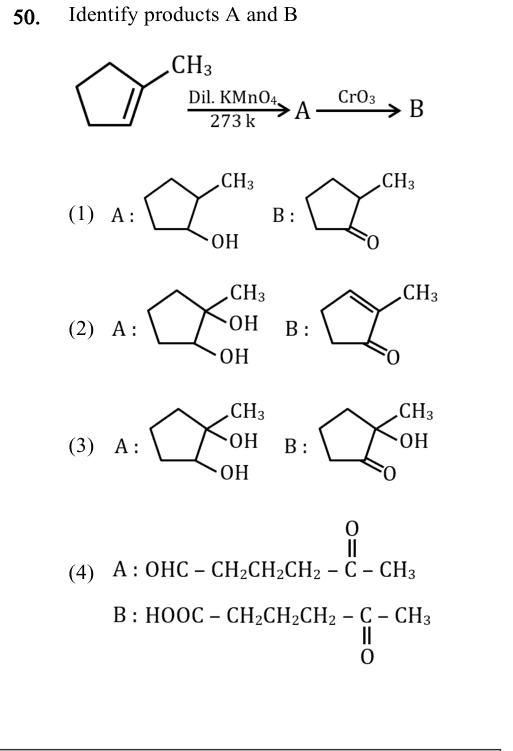 50. Identify products A and B
CH3
Dil. KMnO4 273 k A CrO3 B
(1) A : CH3 OH B : CH3 O
(2) A : CH3 OH OH B : CH3 O
(3) A : CH3 OH OH B : CH3 OH O
O
(4) A : OHC – CH2CH2CH2 – C – CH3
B : HOOC – CH2CH2CH2 – C – CH3
O